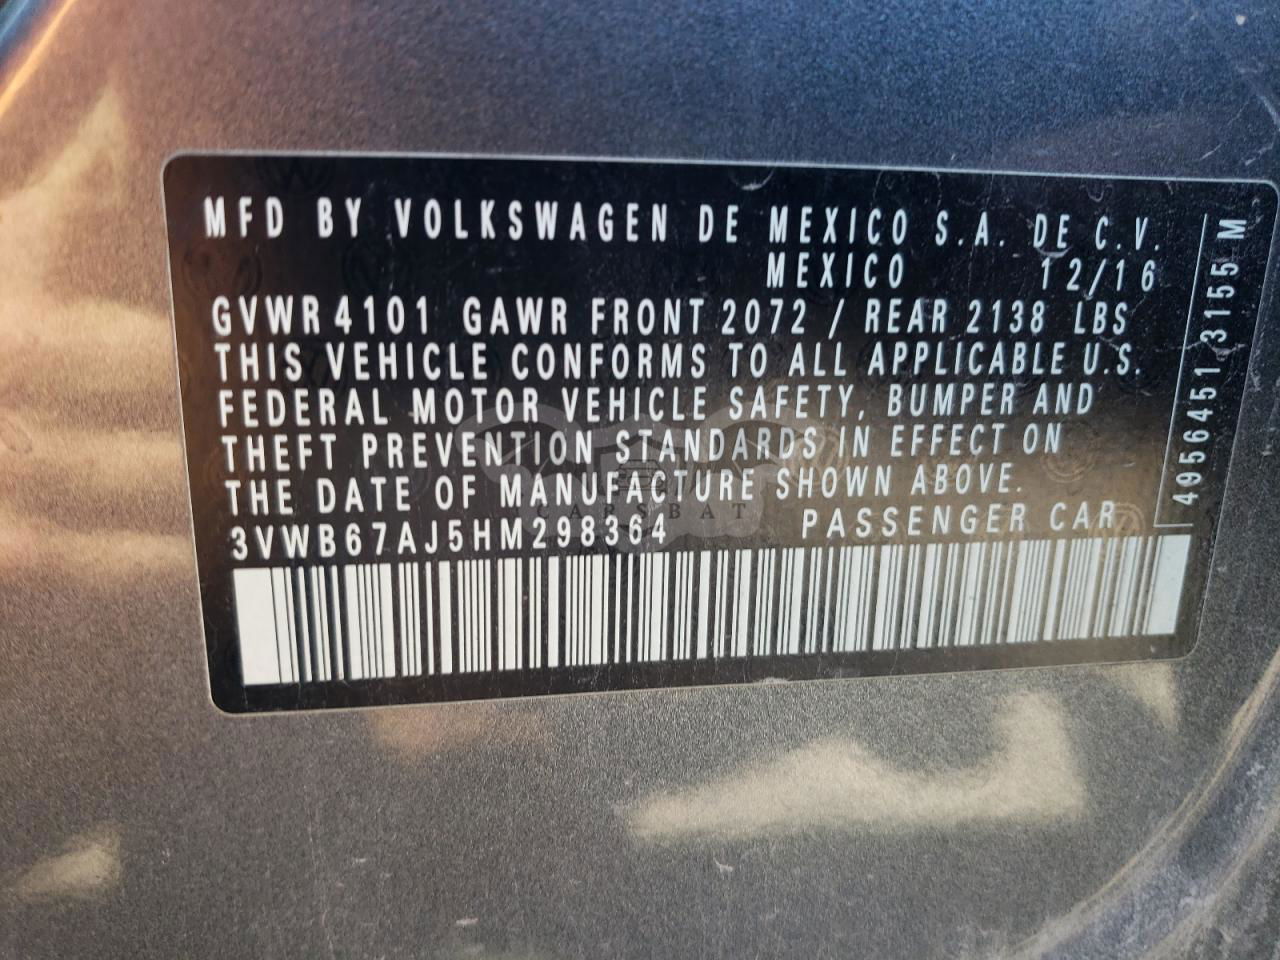 MFD BY VOLKSWAGEN DE MEXICO S.A. DE C.V.
MEXICO 12/16
GVWR 4101 GAWR FRONT 2072 / REAR 2138 LBS
THIS VEHICLE CONFORMS TO ALL APPLICABLE U.S.
FEDERAL MOTOR VEHICLE SAFETY, BUMPER AND
THEFT PREVENTION STANDARDS IN EFFECT ON
THE DATE OF MANUFACTURE SHOWN ABOVE.
3VWB67AJ5HM298364 PASSENGER CAR
4956451 3155 M
CARSBAT